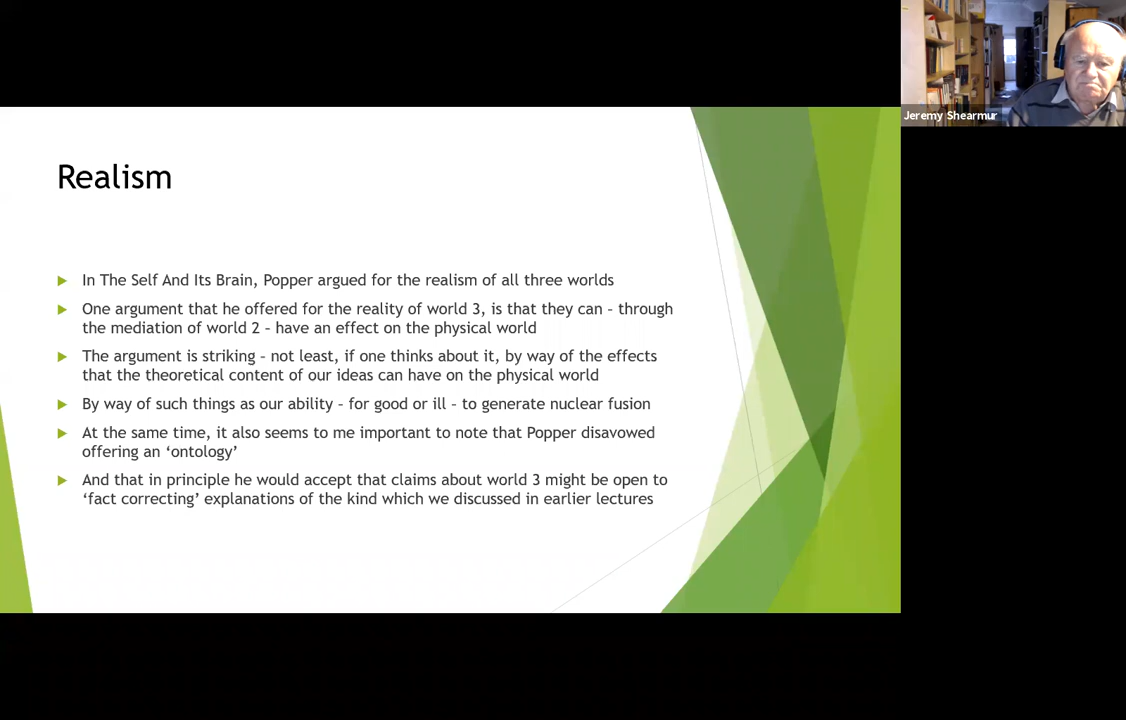 Jeremy Shearmur
Realism
In The Self And Its Brain, Popper argued for the realism of all three worlds
One argument that he offered for the reality of world 3, is that they can – through
the mediation of world 2 – have an effect on the physical world
The argument is striking – not least, if one thinks about it, by way of the effects
that the theoretical content of our ideas can have on the physical world
By way of such things as our ability – for good or ill – to generate nuclear fusion
At the same time, it also seems to me important to note that Popper disavowed
offering an ‘ontology’
And that in principle he would accept that claims about world 3 might be open to
‘fact correcting’ explanations of the kind which we discussed in earlier lectures